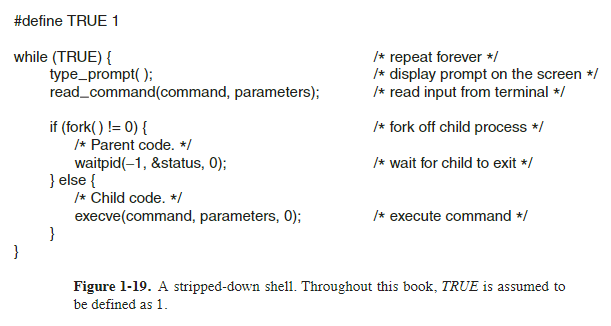 #define TRUE 1
while (TRUE) { /* repeat forever */
type_prompt( ); /* display prompt on the screen */
read_command(command, parameters); /* read input from terminal */
if (fork( ) != 0) { /* fork off child process */
/* Parent code. */
waitpid(−1, &status, 0); /* wait for child to exit */
} else {
/* Child code. */
execve(command, parameters, 0); /* execute command */
}
}
Figure 1-19. A stripped-down shell. Throughout this book, TRUE is assumed to
be defined as 1.